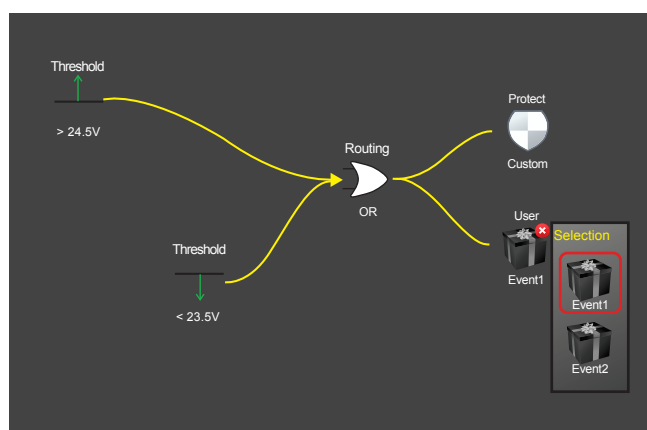 Threshold
> 24.5V
Threshold
< 23.5V
Routing
OR
Protect
Custom
User
Event1
Selection
Event1
Event2